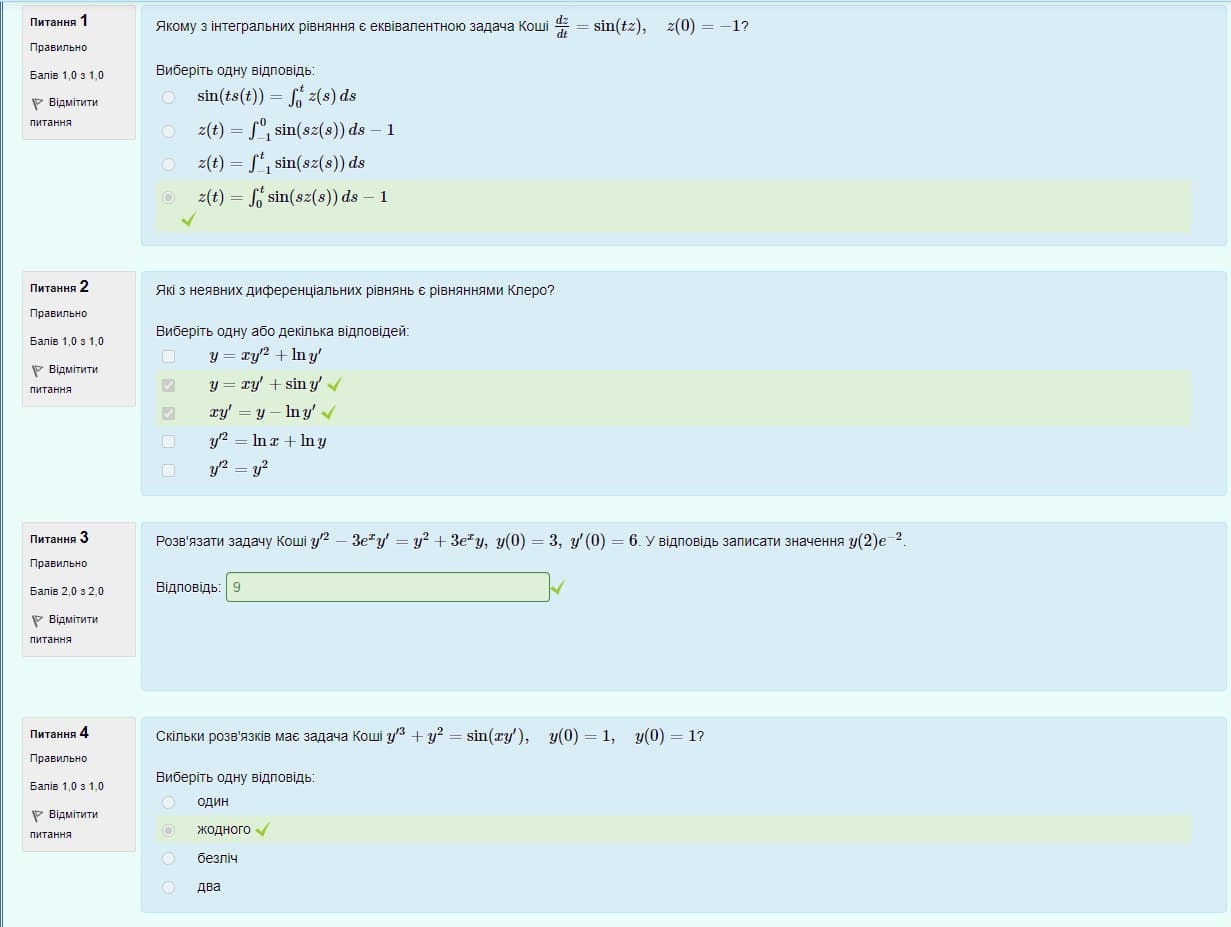 Питання 1
Правильно
Балів 1,0 з 1,0
Відмітити
питання
Якому з інтегральних рівняння є еквівалентною задача Коші $\frac{dz}{dt} = \sin(tz), \quad z(0) = -1$?
Виберіть одну відповідь:
$\sin(ts(t)) = \int_0^t z(s)\,ds$
$z(t) = \int_{-1}^0 \sin(sz(s))\,ds - 1$
$z(t) = \int_{-1}^t \sin(sz(s))\,ds$
$z(t) = \int_0^t \sin(sz(s))\,ds - 1$
Питання 2
Правильно
Балів 1,0 з 1,0
Відмітити
питання
Які з неявних диференціальних рівнянь є рівняннями Клеро?
Виберіть одну або декілька відповідей:
$y = xy'^2 + \ln y'$
$y = xy' + \sin y'$
$xy' = y - \ln y'$
$y'^2 = \ln x + \ln y$
$y'^2 = y^2$
Питання 3
Правильно
Балів 2,0 з 2,0
Відмітити
питання
Розв'язати задачу Коші $y'^2 - 3e^x y' = y^2 + 3e^x y, \; y(0) = 3, \; y'(0) = 6$. У відповідь записати значення $y(2)e^{-2}$.
Відповідь: 9
Питання 4
Правильно
Балів 1,0 з 1,0
Відмітити
питання
Скільки розв'язків має задача Коші $y'^3 + y^2 = \sin(xy'), \quad y(0) = 1, \quad y(0) = 1$?
Виберіть одну відповідь:
один
жодного
безліч
два